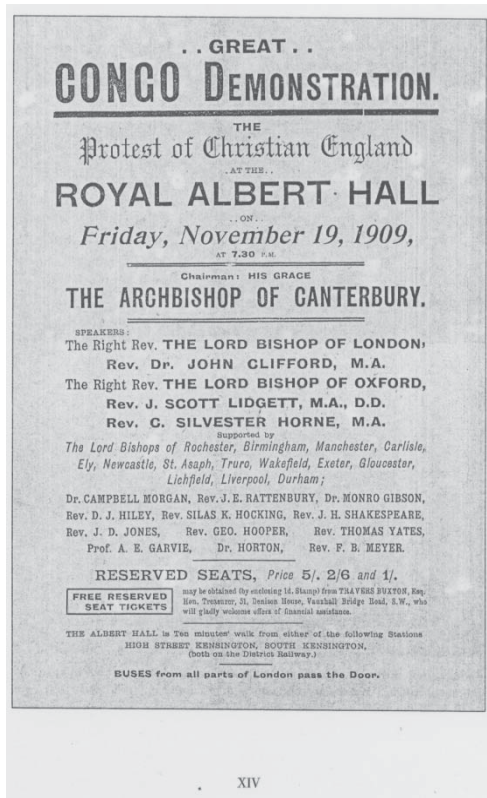 . . GREAT . .
CONGO DEMONSTRATION.
THE
Protest of Christian England
. AT THE . .
ROYAL ALBERT HALL
. . ON . .
Friday, November 19, 1909,
AT 7.30 P.M.
Chairman: HIS GRACE
THE ARCHBISHOP OF CANTERBURY.
SPEAKERS:
The Right Rev. THE LORD BISHOP OF LONDON,
Rev. Dr. JOHN CLIFFORD, M.A.
The Right Rev. THE LORD BISHOP OF OXFORD,
Rev. J. SCOTT LIDGETT, M.A., D.D.
Rev. C. SILVESTER HORNE, M.A.
Supported by
The Lord Bishops of Rochester, Birmingham, Manchester, Carlisle,
Ely, Newcastle, St. Asaph, Truro, Wakefield, Exeter, Gloucester,
Lichfield, Liverpool, Durham;
Dr. CAMPBELL MORGAN, Rev. J. E. RATTENBURY, Dr. MONRO GIBSON,
Rev. D. J. HILEY, Rev. SILAS K. HOCKING, Rev. J. H. SHAKESPEARE,
Rev. J. D. JONES, Rev. GEO. HOOPER, Rev. THOMAS YATES,
Prof. A. E. GARVIE, Dr. HORTON, Rev. F. B. MEYER.
RESERVED SEATS, Price 5/. 2/6 and 1/.
FREE RESERVED
SEAT TICKETS
may be obtained (by enclosing 1d. Stamp) from TRAVERS BUXTON, Esq.
Hon. Treasurer, 31, Denison House, Vauxhall Bridge Road, S.W., who
will gladly welcome offers of financial assistance.
THE ALBERT HALL is Ten minutes' walk from either of the following Stations
HIGH STREET KENSINGTON, SOUTH KENSINGTON,
(both on the District Railway.)
BUSES from all parts of London pass the Door.
XIV